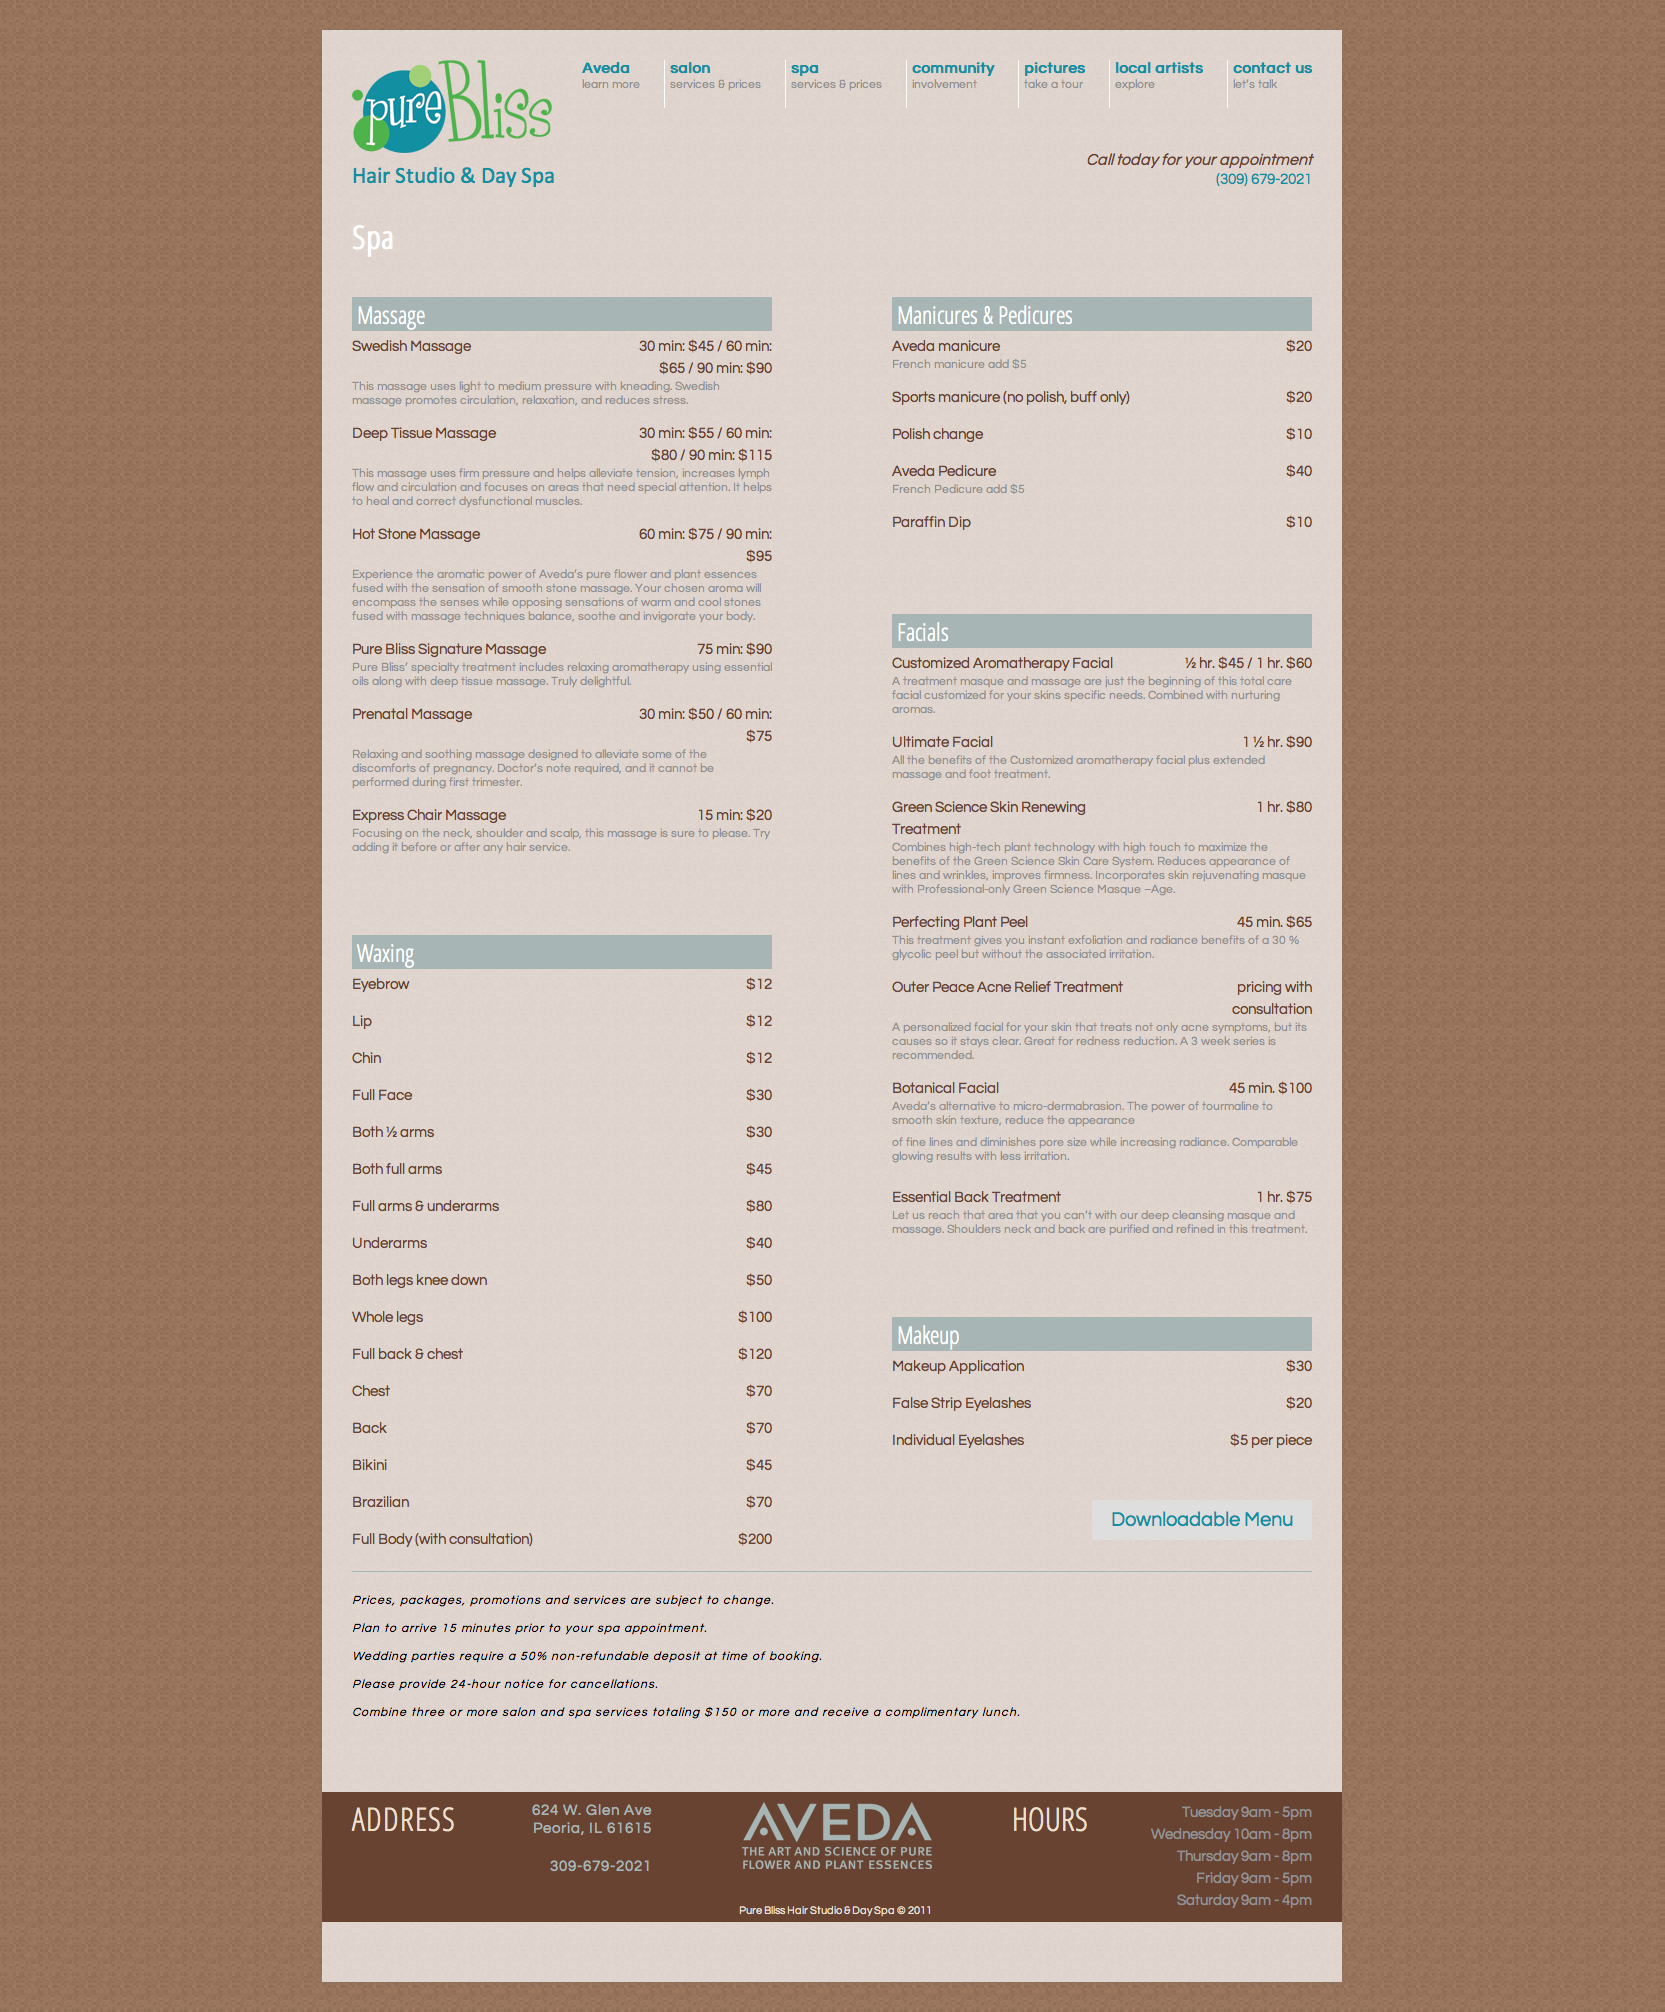 pure Bliss
Hair Studio & Day Spa
Aveda
learn more
salon
services & prices
spa
services & prices
community
involvement
pictures
take a tour
local artists
explore
contact us
let's talk
Call today for your appointment
(309) 679-2021
Spa
Massage
Swedish Massage 30 min: $45 / 60 min:
$65 / 90 min: $90
This massage uses light to medium pressure with kneading. Swedish
massage promotes circulation, relaxation, and reduces stress.
Deep Tissue Massage 30 min: $55 / 60 min:
$80 / 90 min: $115
This massage uses firm pressure and helps alleviate tension, increases lymph
flow and circulation and focuses on areas that need special attention. It helps
to heal and correct dysfunctional muscles.
Hot Stone Massage 60 min: $75 / 90 min:
$95
Experience the aromatic power of Aveda's pure flower and plant essences
fused with the sensation of smooth stone massage. Your chosen aroma will
encompass the senses while opposing sensations of warm and cool stones
fused with massage techniques balance, soothe and invigorate your body.
Pure Bliss Signature Massage 75 min: $90
Pure Bliss' specialty treatment includes relaxing aromatherapy using essential
oils along with deep tissue massage. Truly delightful.
Prenatal Massage 30 min: $50 / 60 min:
$75
Relaxing and soothing massage designed to alleviate some of the
discomforts of pregnancy. Doctor's note required, and it cannot be
performed during first trimester.
Express Chair Massage 15 min: $20
Focusing on the neck, shoulder and scalp, this massage is sure to please. Try
adding it before or after any hair service.
Waxing
Eyebrow $12
Lip $12
Chin $12
Full Face $30
Both ½ arms $30
Both full arms $45
Full arms & underarms $80
Underarms $40
Both legs knee down $50
Whole legs $100
Full back & chest $120
Chest $70
Back $70
Bikini $45
Brazilian $70
Full Body (with consultation) $200
Manicures & Pedicures
Aveda manicure $20
French manicure add $5
Sports manicure (no polish, buff only) $20
Polish change $10
Aveda Pedicure $40
French Pedicure add $5
Paraffin Dip $10
Facials
Customized Aromatherapy Facial ½ hr. $45 / 1 hr. $60
A treatment masque and massage are just the beginning of this total care
facial customized for your skins specific needs. Combined with nurturing
aromas.
Ultimate Facial 1 ½ hr. $90
All the benefits of the Customized aromatherapy facial plus extended
massage and foot treatment.
Green Science Skin Renewing 1 hr. $80
Treatment
Combines high-tech plant technology with high touch to maximize the
benefits of the Green Science Skin Care System. Reduces appearance of
lines and wrinkles, improves firmness. Incorporates skin rejuvenating masque
with Professional-only Green Science Masque –Age.
Perfecting Plant Peel 45 min. $65
This treatment gives you instant exfoliation and radiance benefits of a 30 %
glycolic peel but without the associated irritation.
Outer Peace Acne Relief Treatment pricing with
consultation
A personalized facial for your skin that treats not only acne symptoms, but its
causes so it stays clear. Great for redness reduction. A 3 week series is
recommended.
Botanical Facial 45 min. $100
Aveda's alternative to micro-dermabrasion. The power of tourmaline to
smooth skin texture, reduce the appearance
of fine lines and diminishes pore size while increasing radiance. Comparable
glowing results with less irritation.
Essential Back Treatment 1 hr. $75
Let us reach that area that you can't with our deep cleansing masque and
massage. Shoulders neck and back are purified and refined in this treatment.
Makeup
Makeup Application $30
False Strip Eyelashes $20
Individual Eyelashes $5 per piece
Downloadable Menu
Prices, packages, promotions and services are subject to change.
Plan to arrive 15 minutes prior to your spa appointment.
Wedding parties require a 50% non-refundable deposit at time of booking.
Please provide 24-hour notice for cancellations.
Combine three or more salon and spa services totaling $150 or more and receive a complimentary lunch.
ADDRESS
624 W. Glen Ave
Peoria, IL 61615
309-679-2021
AVEDA
THE ART AND SCIENCE OF PURE
FLOWER AND PLANT ESSENCES
Pure Bliss Hair Studio & Day Spa © 2011
HOURS
Tuesday 9am - 5pm
Wednesday 10am - 8pm
Thursday 9am - 8pm
Friday 9am - 5pm
Saturday 9am - 4pm